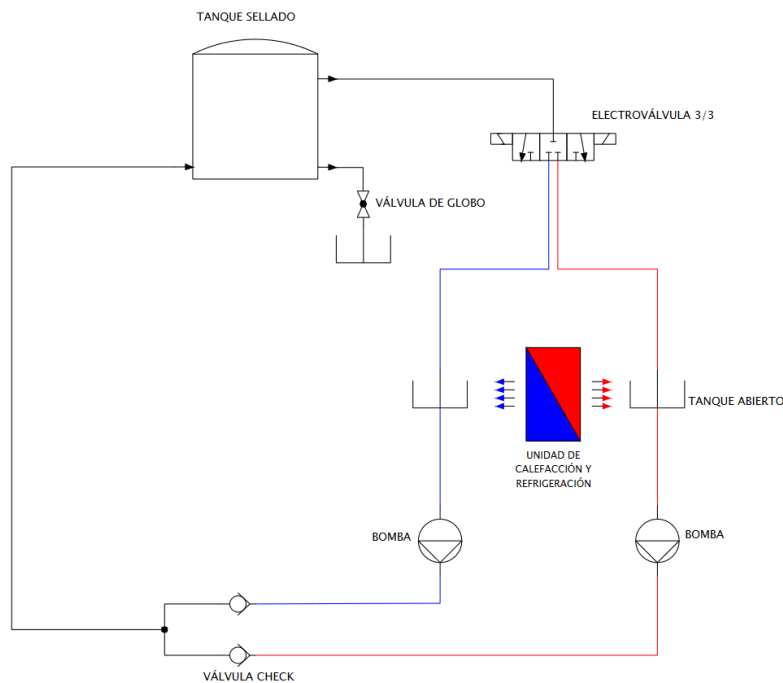 TANQUE SELLADO
ELECTROVÁLVULA 3/3
VÁLVULA DE GLOBO
TANQUE ABIERTO
UNIDAD DE
CALEFACCIÓN Y
REFRIGERACIÓN
BOMBA
BOMBA
VÁLVULA CHECK